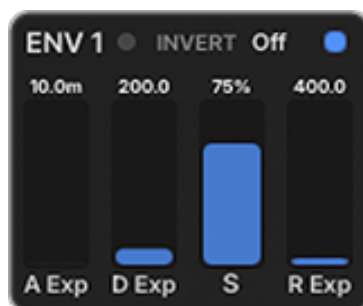 ENV 1 INVERT Off
10.0m 200.0 75% 400.0
A Exp D Exp S R Exp